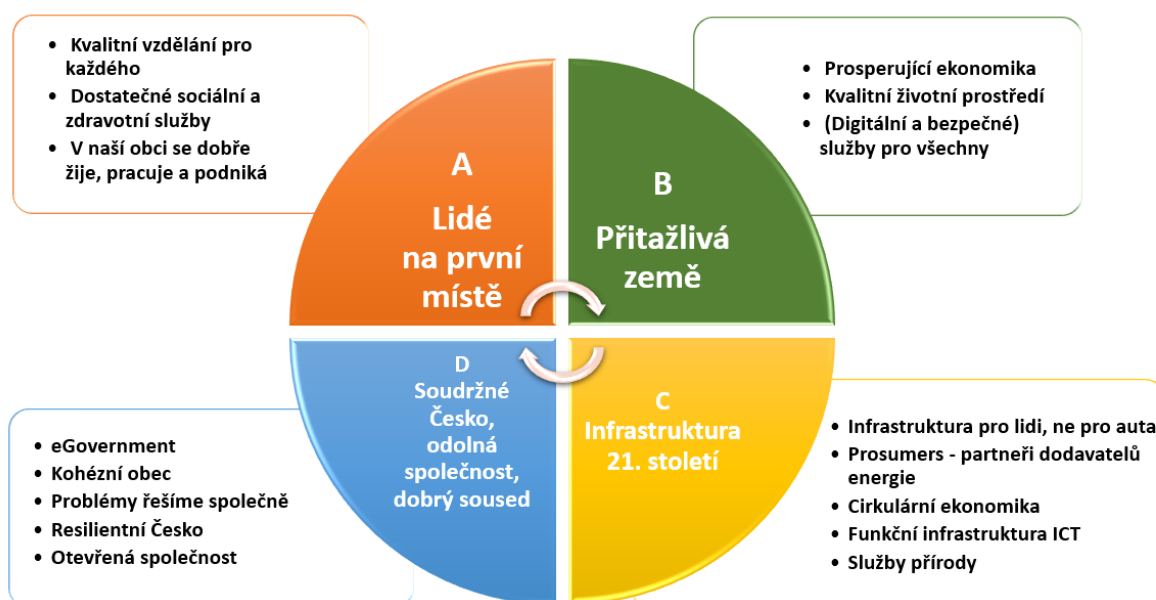 • Kvalitní vzdělání pro
každého
• Dostatečné sociální a
zdravotní služby
• V naší obci se dobře
žije, pracuje a podniká
• Prosperující ekonomika
• Kvalitní životní prostředí
• (Digitální a bezpečné)
služby pro všechny
A
Lidé
na první
místě
B
Přitažlivá
země
D
Soudržné
Česko,
odolná
společnost,
dobrý soused
C
Infrastruktura
21. století
• eGovernment
• Kohézní obec
• Problémy řešíme společně
• Resilientní Česko
• Otevřená společnost
• Infrastruktura pro lidi, ne pro auta
• Prosumers - partneři dodavatelů
energie
• Cirkulární ekonomika
• Funkční infrastruktura ICT
• Služby přírody